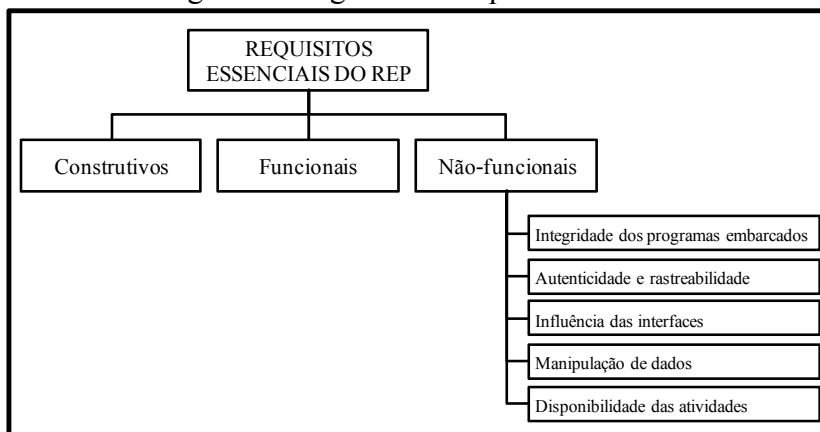 REQUISITOS
ESSENCIAIS DO REP
Construtivos
Funcionais
Não-funcionais
Integridade dos programas embarcados
Autenticidade e rastreabilidade
Influência das interfaces
Manipulação de dados
Disponibilidade das atividades